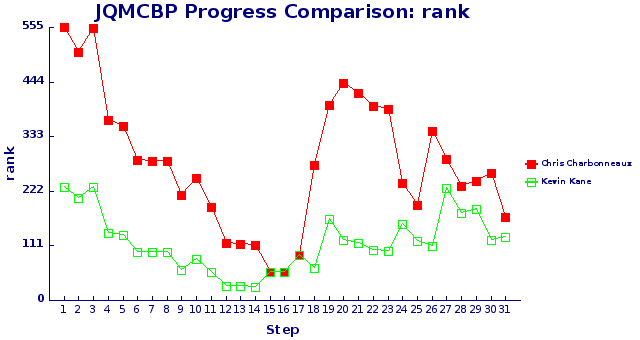 JQMCBP Progress Comparison: rank
555
444
333
222
111
0
rank
1 2 3 4 5 6 7 8 9 10 11 12 13 14 15 16 17 18 19 20 21 22 23 24 25 26 27 28 29 30 31
Step
Chris Charbonneaux
Kevin Kane